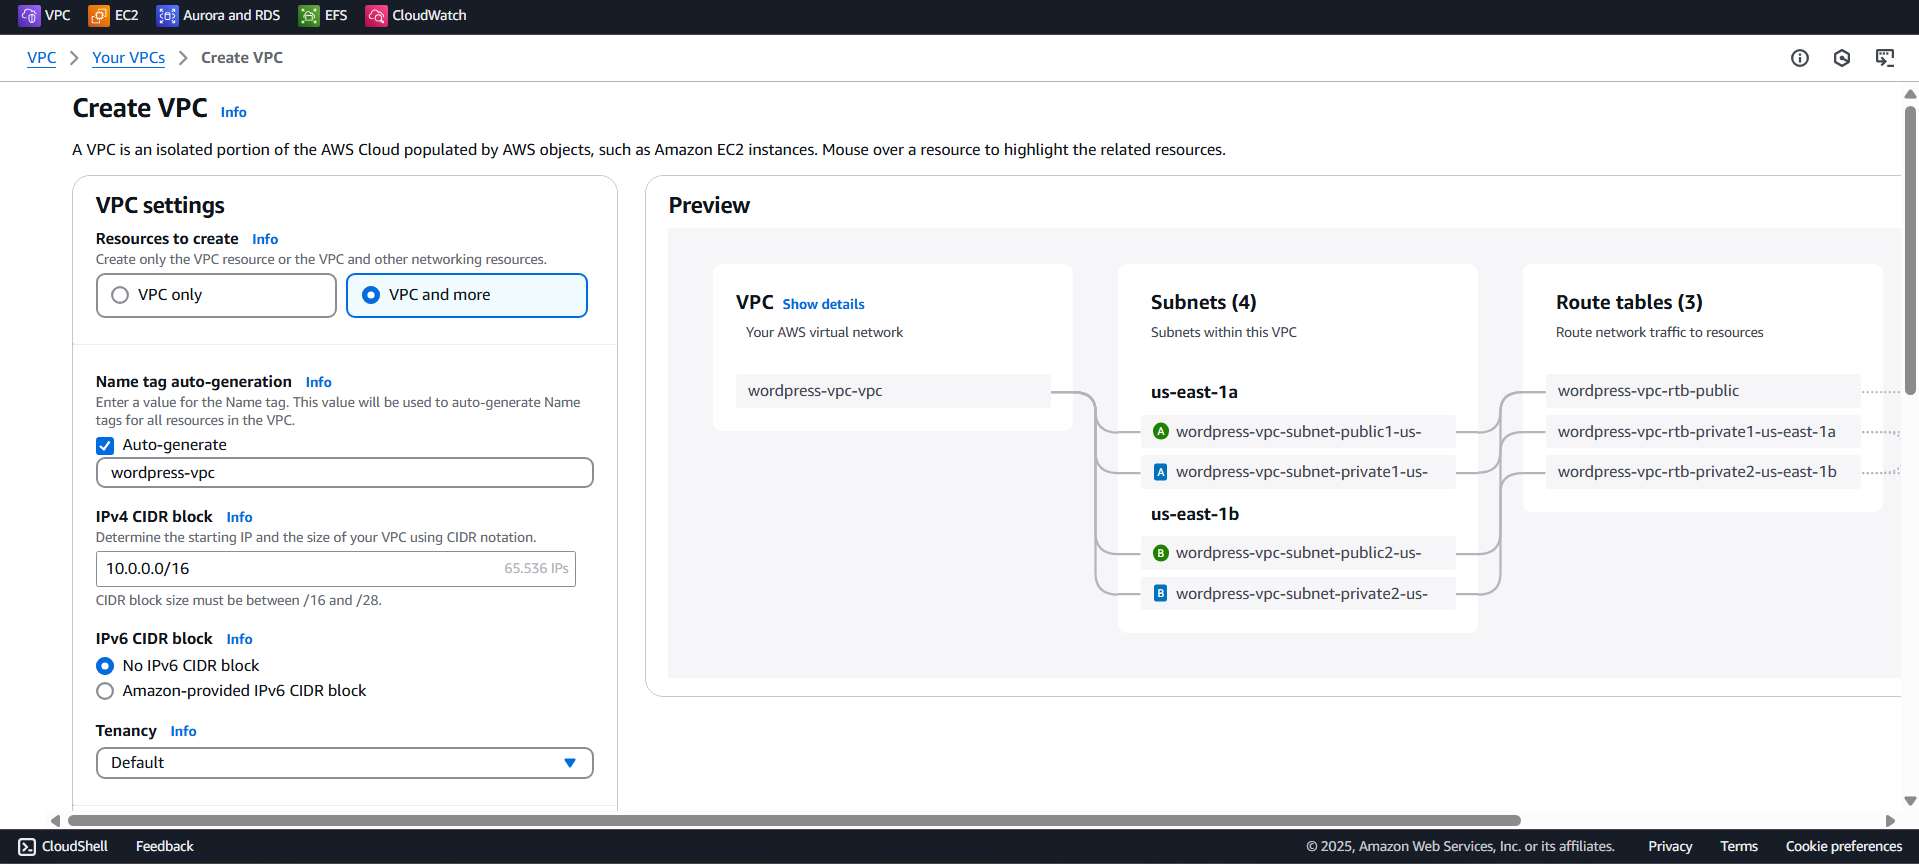 VPC EC2 Aurora and RDS EFS CloudWatch
VPC Your VPCs Create VPC
Create VPC Info
A VPC is an isolated portion of the AWS Cloud populated by AWS objects, such as Amazon EC2 instances. Mouse over a resource to highlight the related resources.
VPC settings
Resources to create Info
Create only the VPC resource or the VPC and other networking resources.
VPC only VPC and more
Name tag auto-generation Info
Enter a value for the Name tag. This value will be used to auto-generate Name
tags for all resources in the VPC.
Auto-generate
wordpress-vpc
IPv4 CIDR block Info
Determine the starting IP and the size of your VPC using CIDR notation.
10.0.0.0/16 65.536 IPs
CIDR block size must be between /16 and /28.
IPv6 CIDR block Info
No IPv6 CIDR block
Amazon-provided IPv6 CIDR block
Tenancy Info
Default
Preview
VPC Show details
Your AWS virtual network
wordpress-vpc-vpc
Subnets (4)
Subnets within this VPC
us-east-1a
A wordpress-vpc-subnet-public1-us-
A wordpress-vpc-subnet-private1-us-
us-east-1b
B wordpress-vpc-subnet-public2-us-
B wordpress-vpc-subnet-private2-us-
Route tables (3)
Route network traffic to resources
wordpress-vpc-rtb-public
wordpress-vpc-rtb-private1-us-east-1a
wordpress-vpc-rtb-private2-us-east-1b
CloudShell Feedback © 2025, Amazon Web Services, Inc. or its affiliates. Privacy Terms Cookie preferences